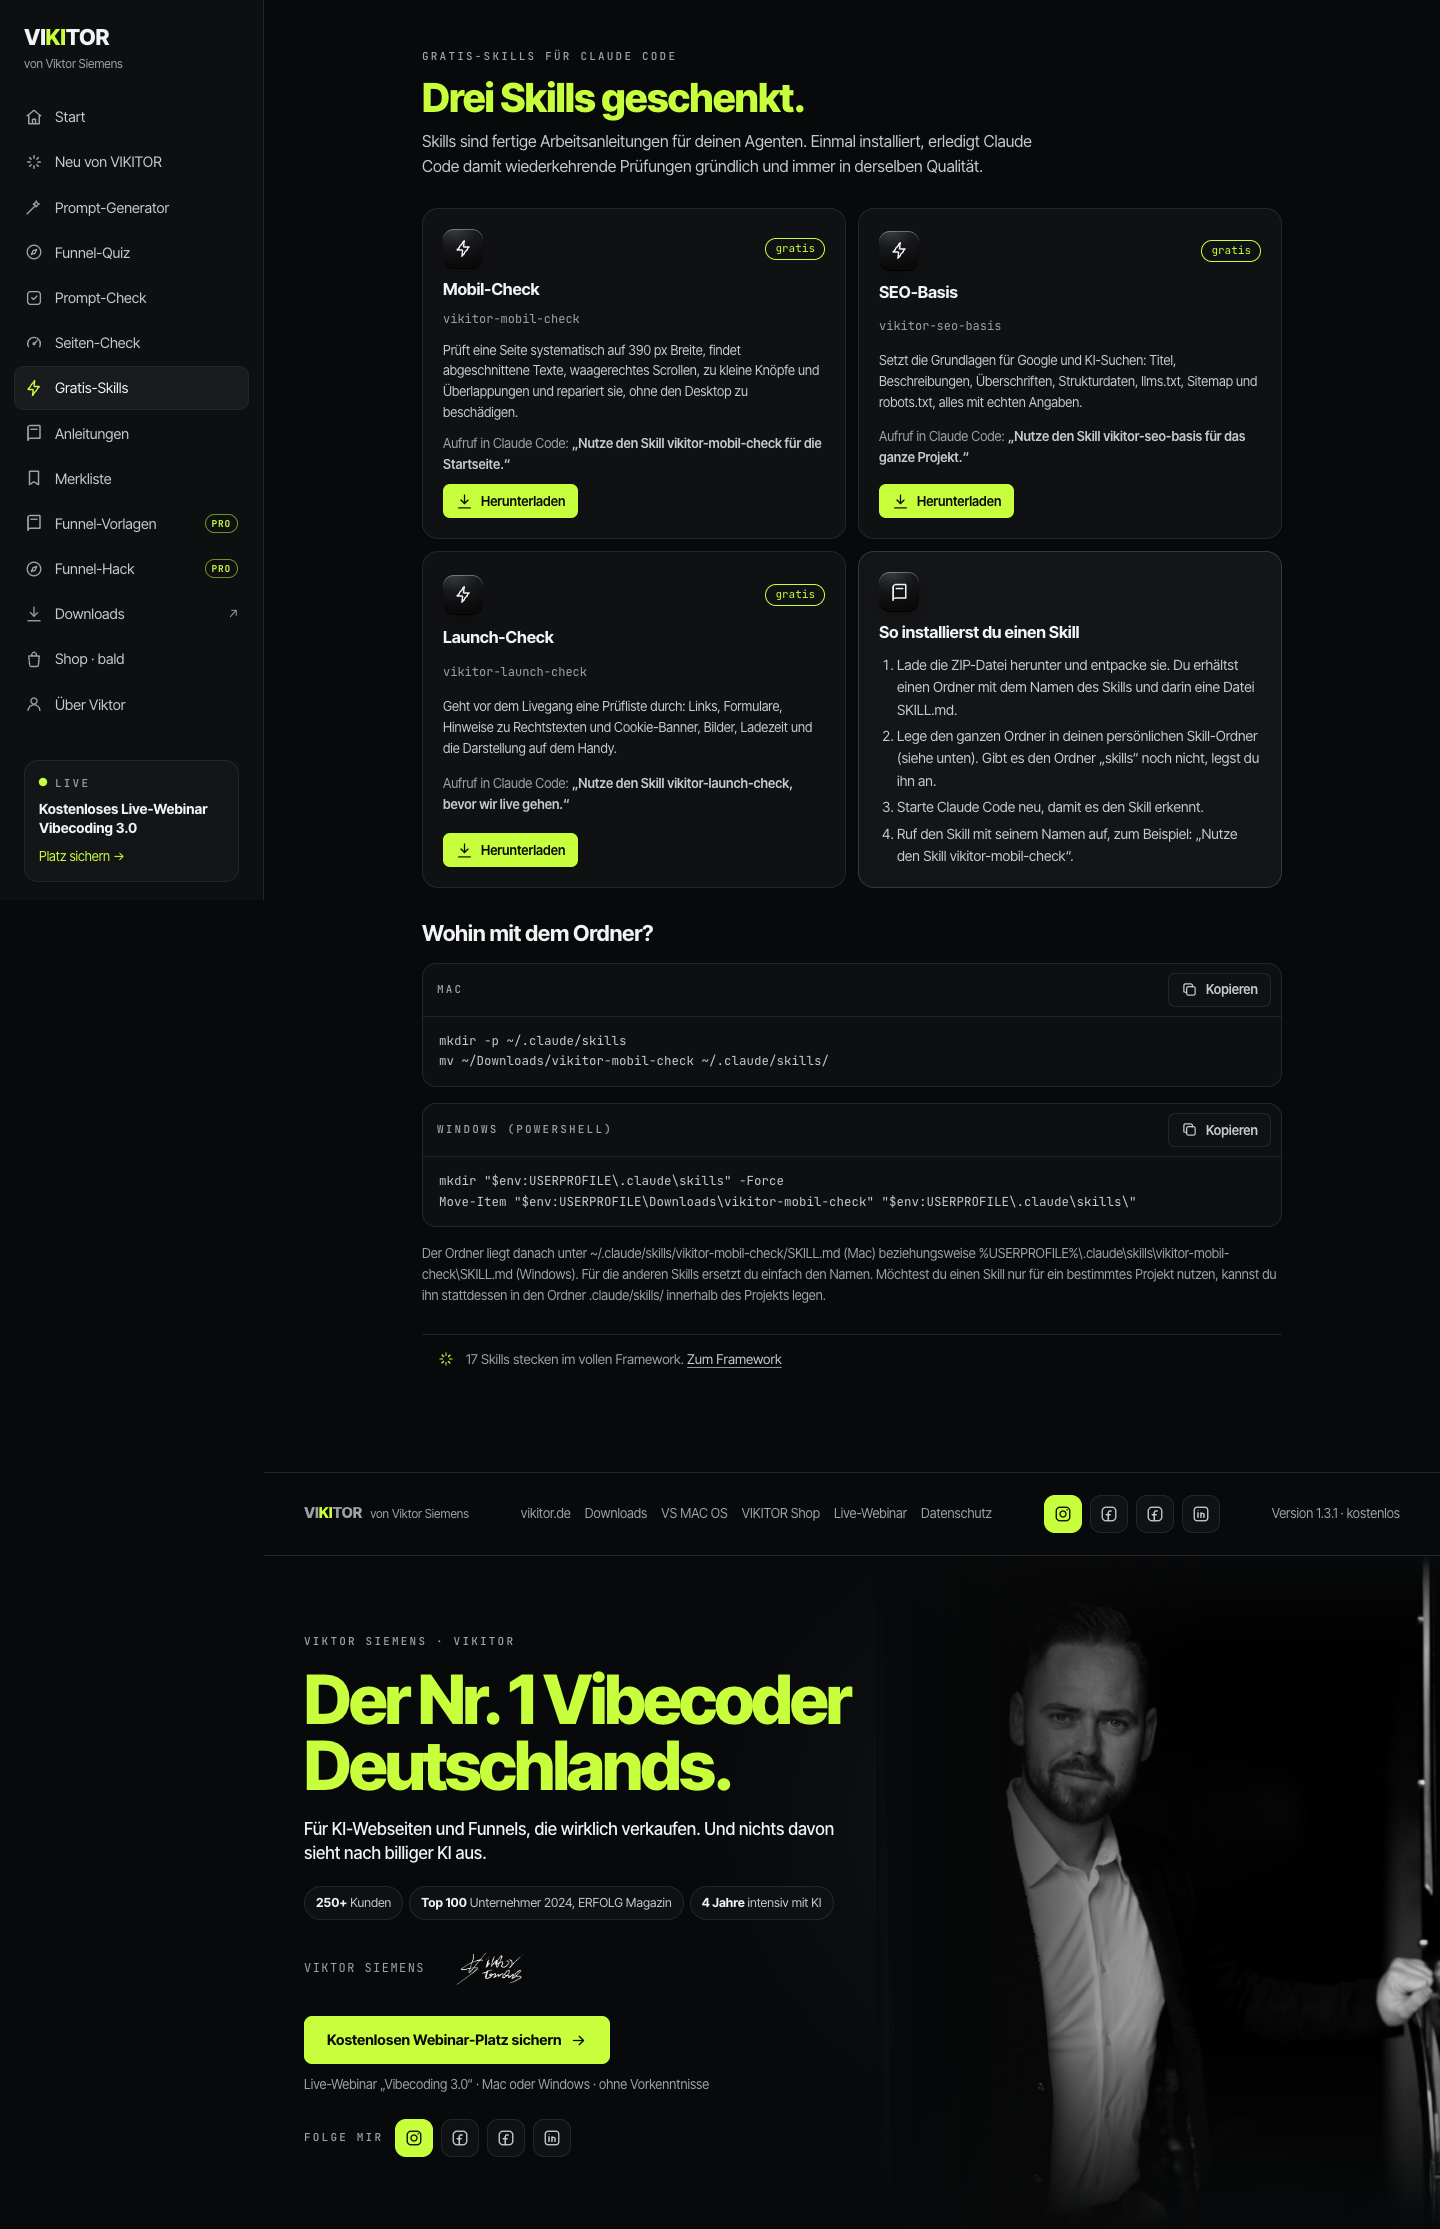 VIKITOR
von Viktor Siemens
Start
Neu von VIKITOR
Prompt-Generator
Funnel-Quiz
Prompt-Check
Seiten-Check
Gratis-Skills
Anleitungen
Merkliste
Funnel-Vorlagen PRO
Funnel-Hack PRO
Downloads
Shop · bald
Über Viktor
LIVE
Kostenloses Live-Webinar
Vibecoding 3.0
Platz sichern →
GRATIS-SKILLS FÜR CLAUDE CODE
Drei Skills geschenkt.
Skills sind fertige Arbeitsanleitungen für deinen Agenten. Einmal installiert, erledigt Claude
Code damit wiederkehrende Prüfungen gründlich und immer in derselben Qualität.
gratis
Mobil-Check
vikitor-mobil-check
Prüft eine Seite systematisch auf 390 px Breite, findet
abgeschnittene Texte, waagerechtes Scrollen, zu kleine Knöpfe und
Überlappungen und repariert sie, ohne den Desktop zu
beschädigen.
Aufruf in Claude Code: „Nutze den Skill vikitor-mobil-check für die
Startseite.“
Herunterladen
gratis
SEO-Basis
vikitor-seo-basis
Setzt die Grundlagen für Google und KI-Suchen: Titel,
Beschreibungen, Überschriften, Strukturdaten, llms.txt, Sitemap und
robots.txt, alles mit echten Angaben.
Aufruf in Claude Code: „Nutze den Skill vikitor-seo-basis für das
ganze Projekt.“
Herunterladen
gratis
Launch-Check
vikitor-launch-check
Geht vor dem Livegang eine Prüfliste durch: Links, Formulare,
Hinweise zu Rechtstexten und Cookie-Banner, Bilder, Ladezeit und
die Darstellung auf dem Handy.
Aufruf in Claude Code: „Nutze den Skill vikitor-launch-check,
bevor wir live gehen.“
Herunterladen
So installierst du einen Skill
1. Lade die ZIP-Datei herunter und entpacke sie. Du erhältst
einen Ordner mit dem Namen des Skills und darin eine Datei
SKILL.md.
2. Lege den ganzen Ordner in deinen persönlichen Skill-Ordner
(siehe unten). Gibt es den Ordner „skills“ noch nicht, legst du
ihn an.
3. Starte Claude Code neu, damit es den Skill erkennt.
4. Ruf den Skill mit seinem Namen auf, zum Beispiel: „Nutze
den Skill vikitor-mobil-check“.
Wohin mit dem Ordner?
MAC
Kopieren
mkdir -p ~/.claude/skills
mv ~/Downloads/vikitor-mobil-check ~/.claude/skills/
WINDOWS (POWERSHELL)
Kopieren
mkdir "$env:USERPROFILE\.claude\skills" -Force
Move-Item "$env:USERPROFILE\Downloads\vikitor-mobil-check" "$env:USERPROFILE\.claude\skills\"
Der Ordner liegt danach unter ~/.claude/skills/vikitor-mobil-check/SKILL.md (Mac) beziehungsweise %USERPROFILE%\.claude\skills\vikitor-mobil-
check\SKILL.md (Windows). Für die anderen Skills ersetzt du einfach den Namen. Möchtest du einen Skill nur für ein bestimmtes Projekt nutzen, kannst du
ihn stattdessen in den Ordner .claude/skills/ innerhalb des Projekts legen.
17 Skills stecken im vollen Framework. Zum Framework
VIKITOR von Viktor Siemens
vikitor.de Downloads VS MAC OS VIKITOR Shop Live-Webinar Datenschutz
Version 1.3.1 · kostenlos
VIKTOR SIEMENS · VIKITOR
Der Nr. 1 Vibecoder
Deutschlands.
Für KI-Webseiten und Funnels, die wirklich verkaufen. Und nichts davon
sieht nach billiger KI aus.
250+ Kunden
Top 100 Unternehmer 2024, ERFOLG Magazin
4 Jahre intensiv mit KI
VIKTOR SIEMENS
Kostenlosen Webinar-Platz sichern →
Live-Webinar „Vibecoding 3.0“ · Mac oder Windows · ohne Vorkenntnisse
FOLGE MIR